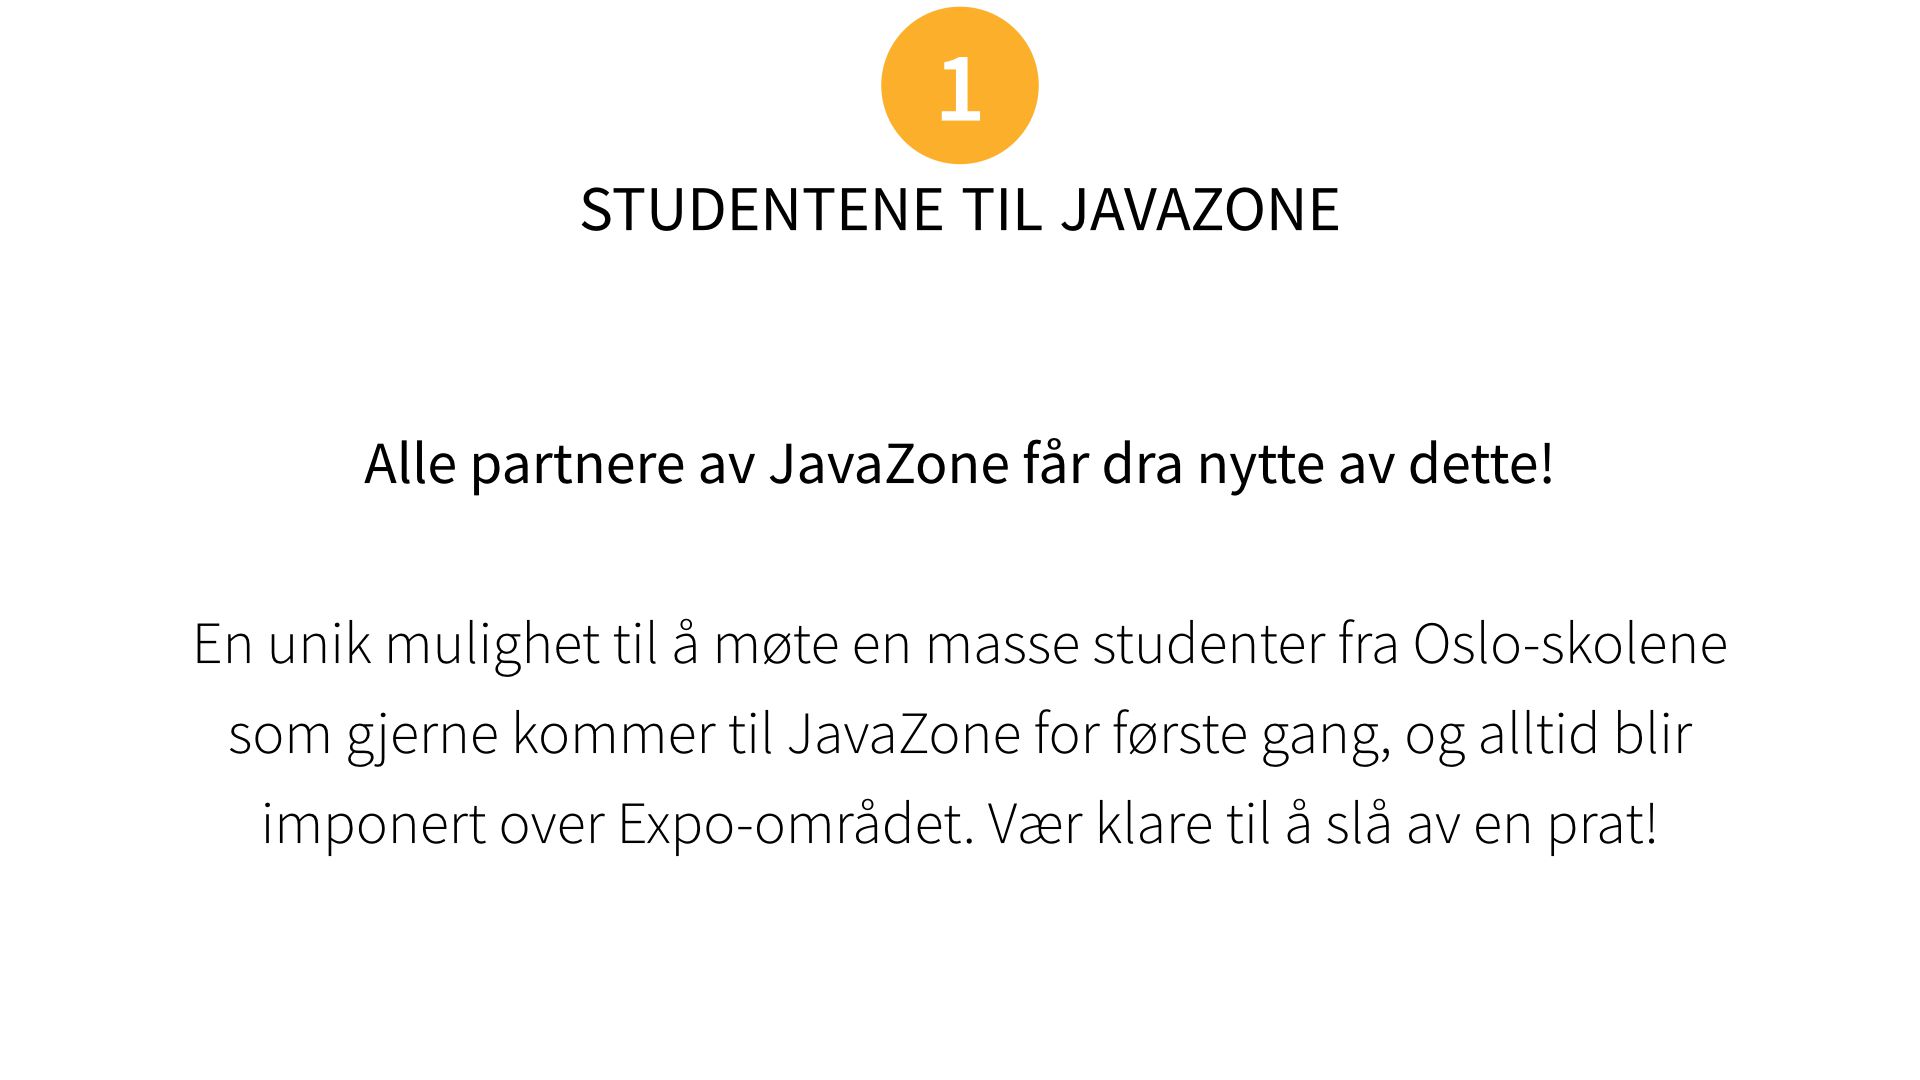 1
STUDENTENE TIL JAVAZONE
Alle partnere av JavaZone får dra nytte av dette!
En unik mulighet til å møte en masse studenter fra Oslo-skolene
som gjerne kommer til JavaZone for første gang, og alltid blir
imponert over Expo-området. Vær klare til å slå av en prat!